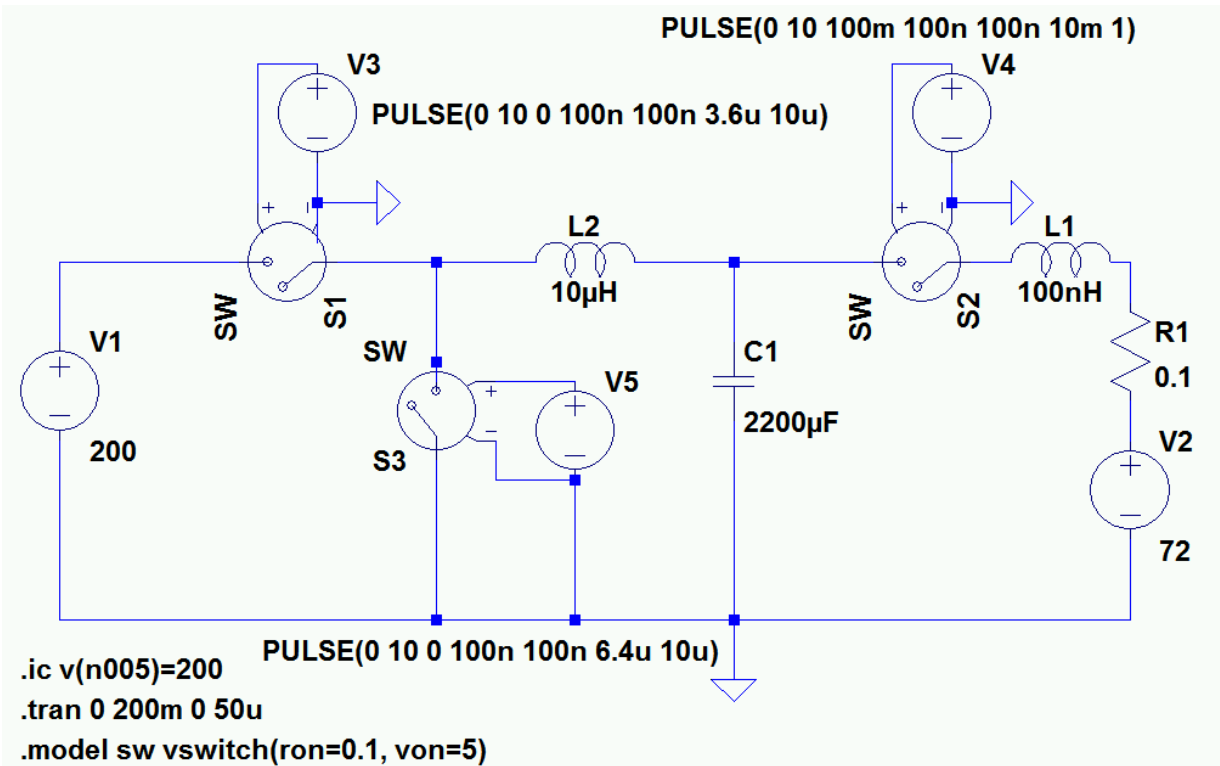 PULSE(0 10 100m 100n 100n 10m 1)
V3
V4
PULSE(0 10 0 100n 100n 3.6u 10u)
L2
L1
10µH
100nH
SW
S1
SW
S2
V1
200
SW
V5
S3
C1
2200µF
R1
0.1
V2
72
PULSE(0 10 0 100n 100n 6.4u 10u)
.ic v(n005)=200
.tran 0 200m 0 50u
.model sw vswitch(ron=0.1, von=5)